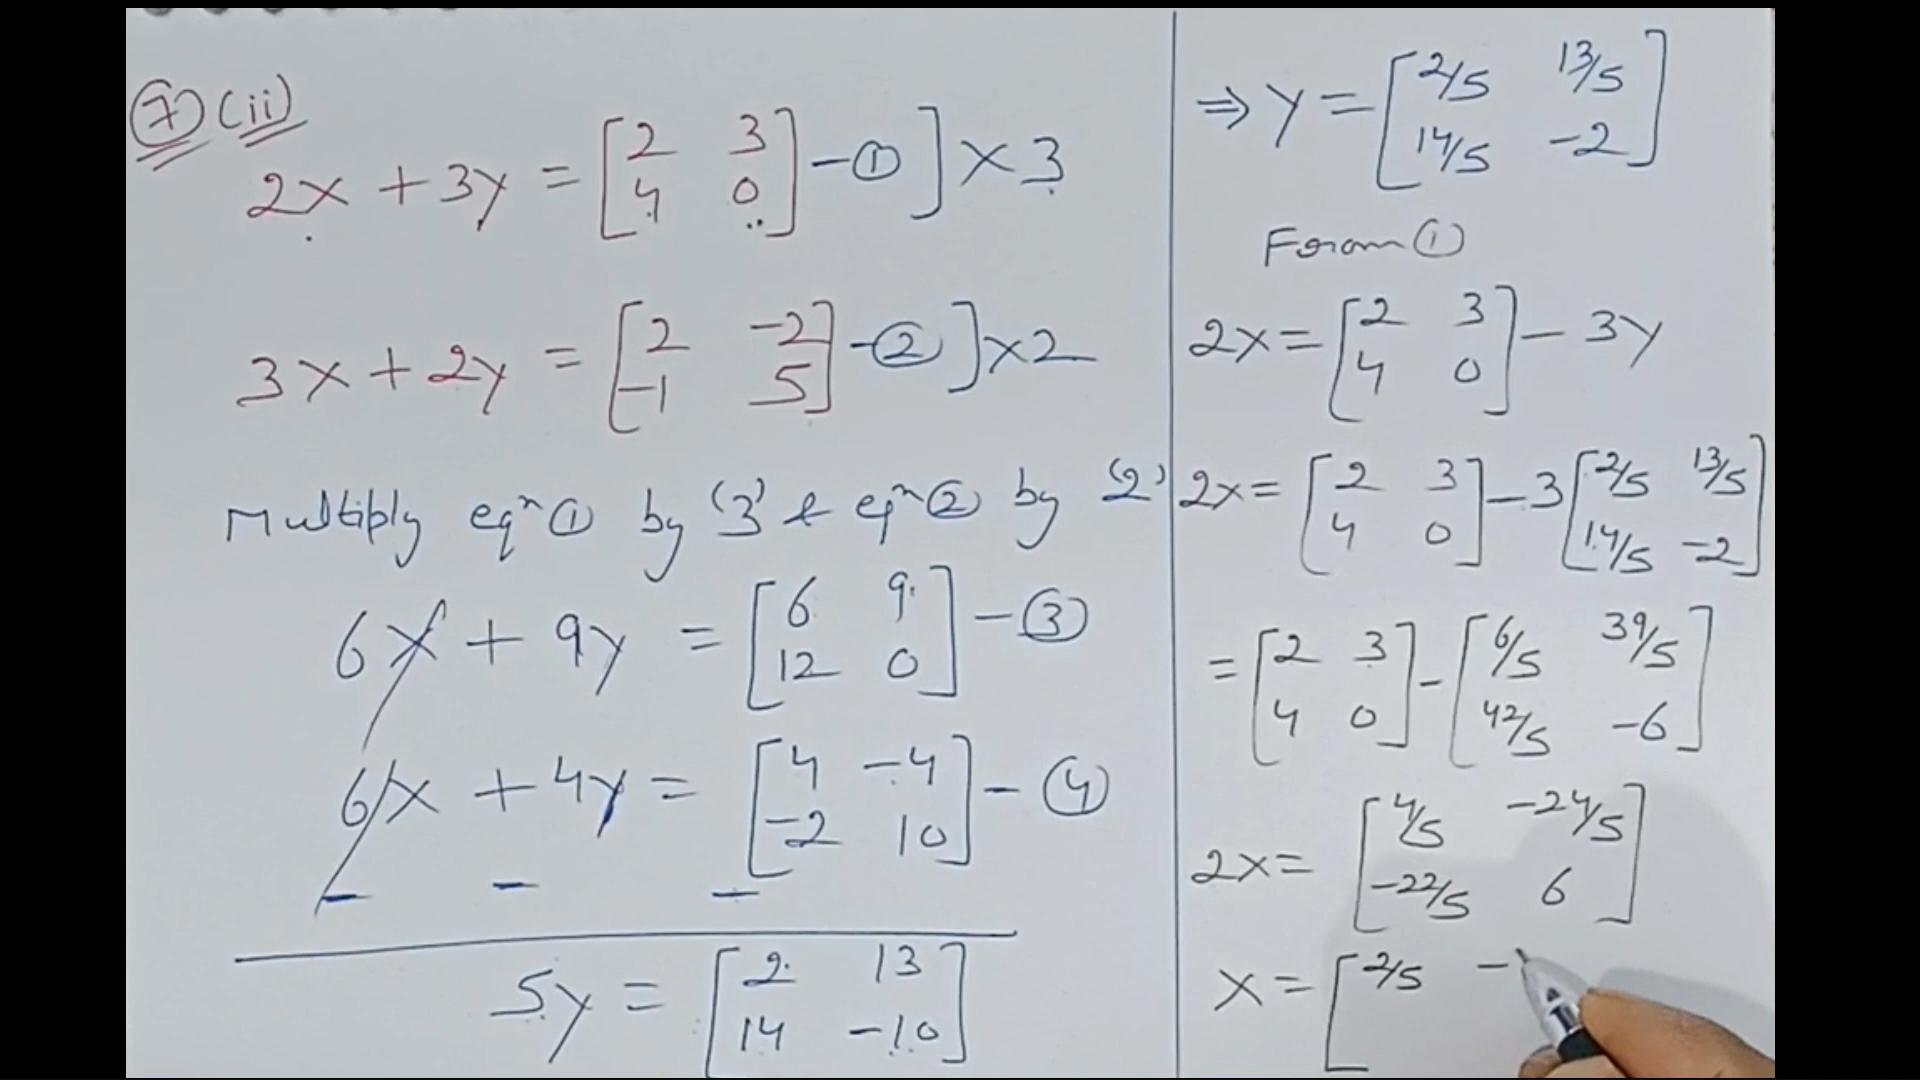 7 (ii)
2x + 3y = [2 3
4 0] - ① ] × 3
3x + 2y = [2 -2
-1 5] - ② ] × 2
Multiply eqn ① by '3' & eqn ② by '2'
6x + 9y = [6 9
12 0] - ③
6x + 4y = [4 -4
-2 10] - ④
- - -
5y = [2 13
14 -10]
⇒ y = [2/5 13/5
14/5 -2]
From ①
2x = [2 3
4 0] - 3y
2x = [2 3
4 0] - 3 [2/5 13/5
14/5 -2]
= [2 3
4 0] - [6/5 39/5
42/5 -6]
2x = [4/5 -24/5
-22/5 6]
x = [2/5 -